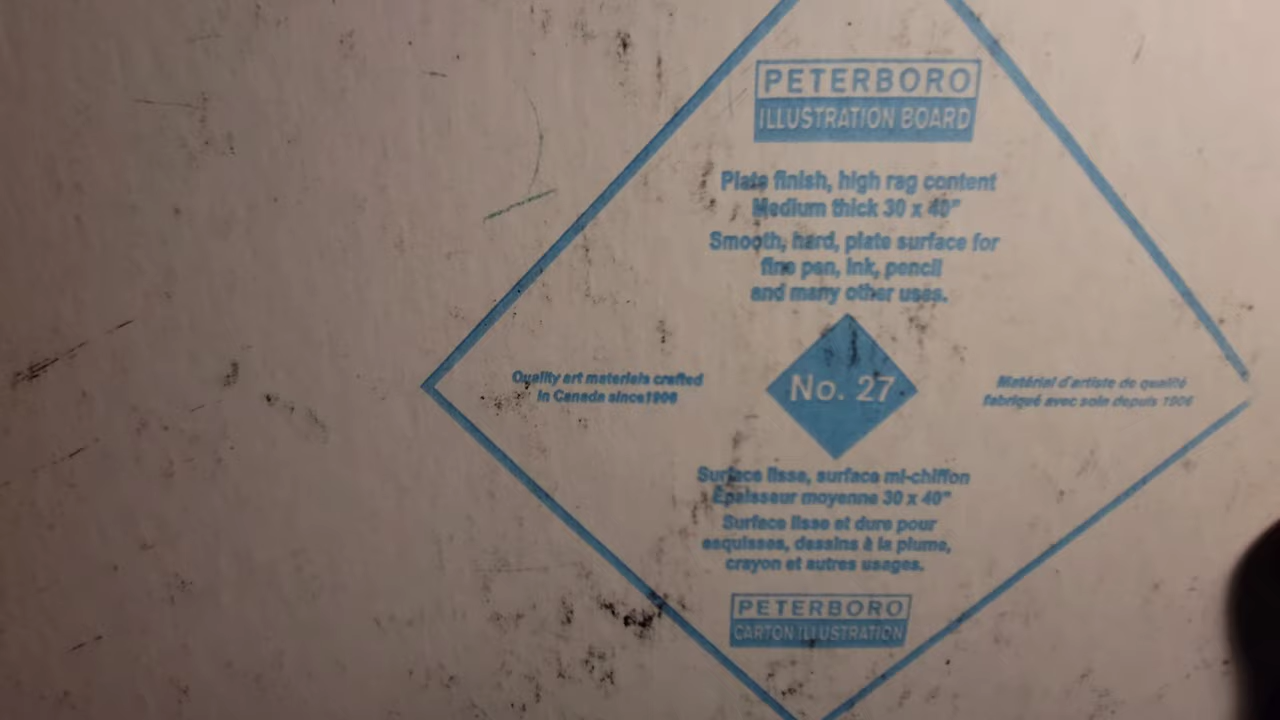 PETERBORO
ILLUSTRATION BOARD
Plate finish, high rag content
Medium thick 30 x 40"
Smooth, hard, plate surface for
fine pen, ink, pencil
and many other uses.
Quality art materials crafted
in Canada since1906
No. 27
Matérial d'artiste de qualité
fabriqué avec soin depuis 1906
Surface lisse, surface mi-chiffon
Épaisseur moyenne 30 x 40"
Surface lisse et dure pour
esquisses, dessins à la plume,
crayon et autres usages.
PETERBORO
CARTON ILLUSTRATION